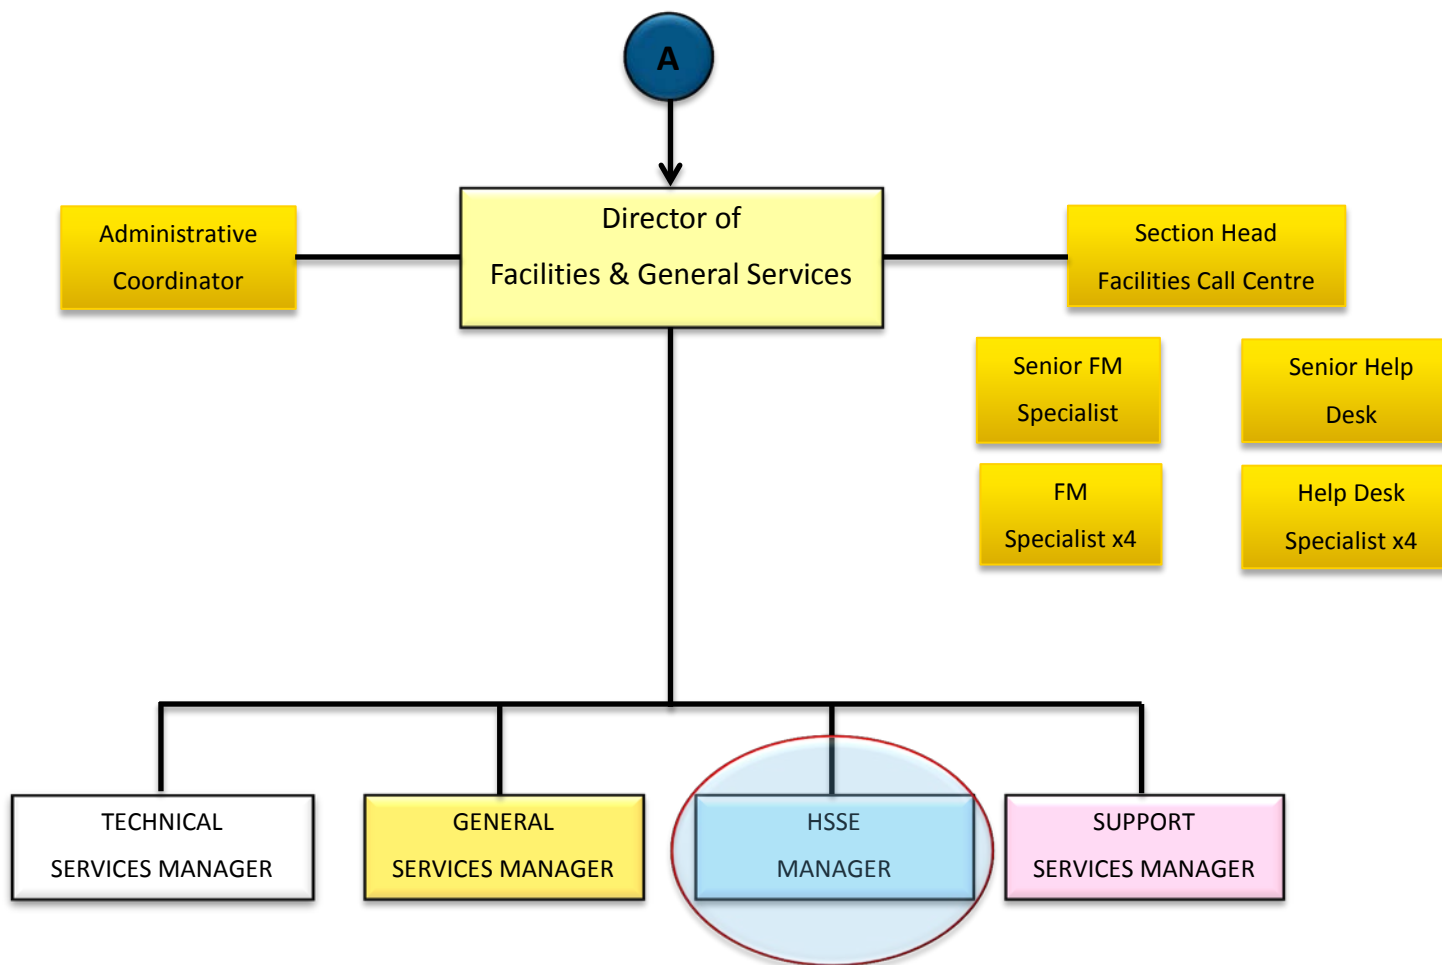 A
Director of
Facilities & General Services
Administrative
Coordinator
Section Head
Facilities Call Centre
Senior FM
Specialist
Senior Help
Desk
FM
Specialist x4
Help Desk
Specialist x4
TECHNICAL
SERVICES MANAGER
GENERAL
SERVICES MANAGER
HSSE
MANAGER
SUPPORT
SERVICES MANAGER